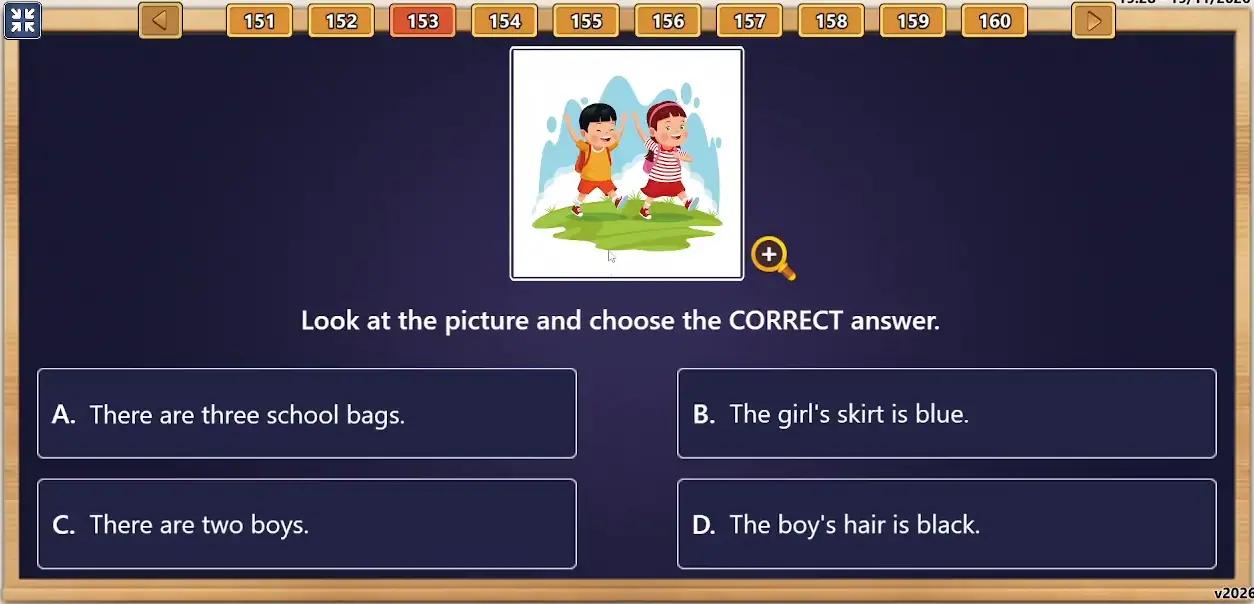 151 152 153 154 155 156 157 158 159 160
Look at the picture and choose the CORRECT answer.
A. There are three school bags.
B. The girl's skirt is blue.
C. There are two boys.
D. The boy's hair is black.
v2026